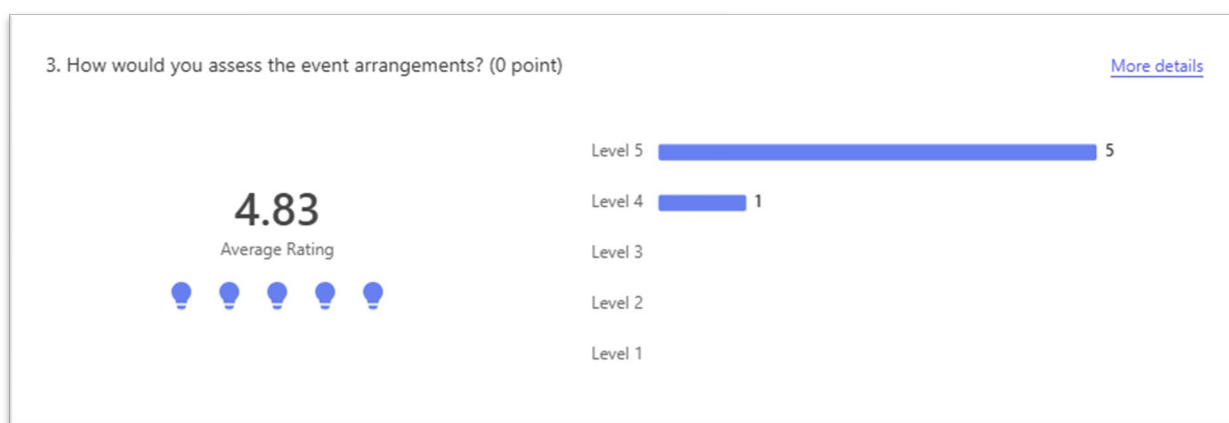 3. How would you assess the event arrangements? (0 point)
More details
4.83
Average Rating
Level 5 5
Level 4 1
Level 3
Level 2
Level 1